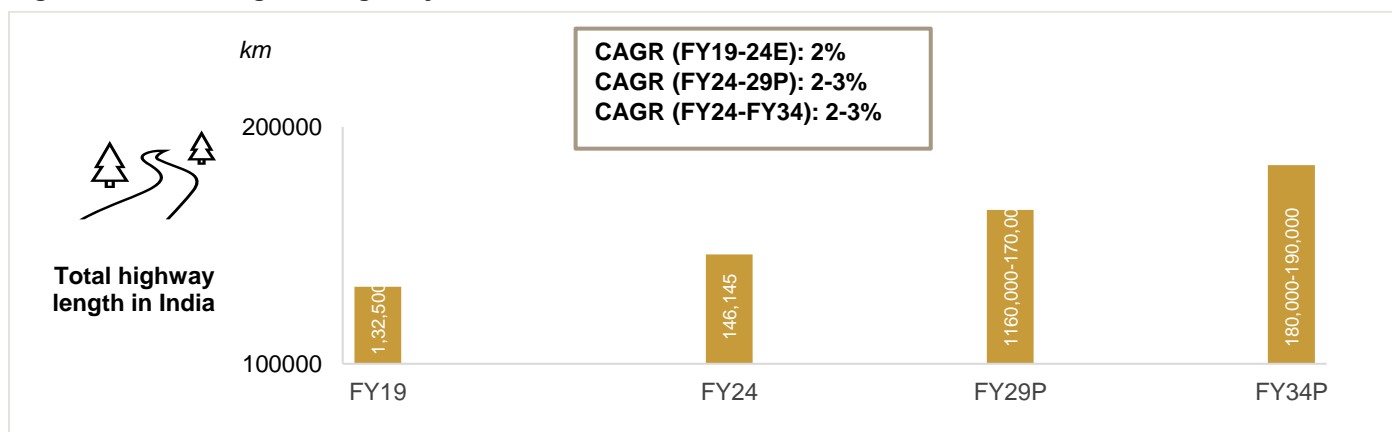 km
CAGR (FY19-24E): 2%
CAGR (FY24-29P): 2-3%
CAGR (FY24-FY34): 2-3%
200000
Total highway
length in India
100000
1,32,500
146,145
1160,000-170,00
180,000-190,000
FY19
FY24
FY29P
FY34P